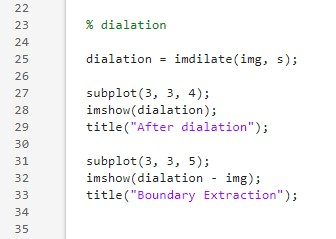 22
23 % dialation
24
25 dialation = imdilate(img, s);
26
27 subplot(3, 3, 4);
28 imshow(dialation);
29 title("After dialation");
30
31 subplot(3, 3, 5);
32 imshow(dialation - img);
33 title("Boundary Extraction");
34
35